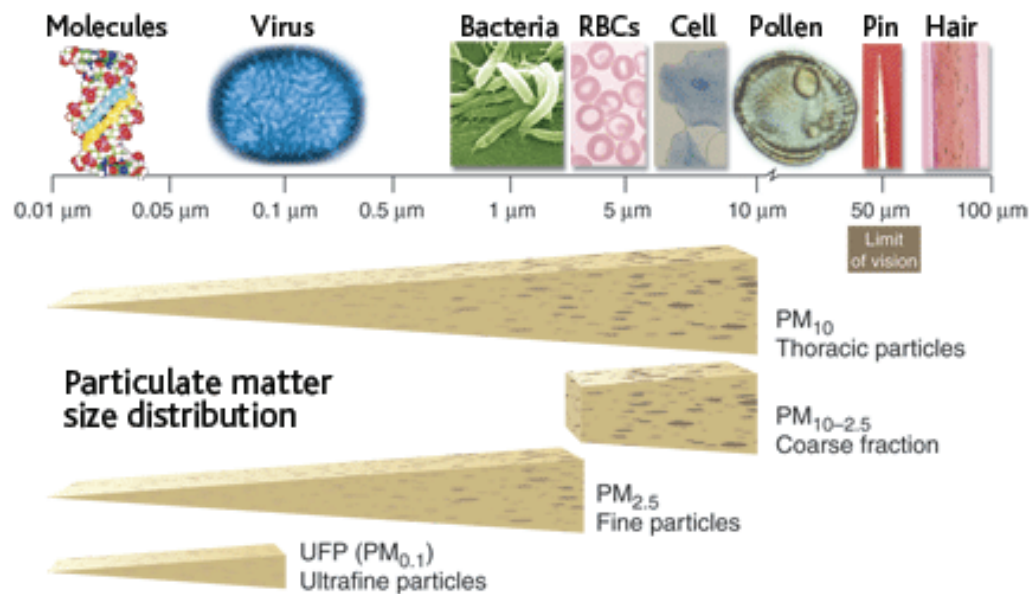 Molecules Virus Bacteria RBCs Cell Pollen Pin Hair
0.01 μm 0.05 μm 0.1 μm 0.5 μm 1 μm 5 μm 10 μm 50 μm 100 μm
Limit
of vision
PM10
Thoracic particles
Particulate matter
size distribution
PM10–2.5
Coarse fraction
PM2.5
Fine particles
UFP (PM0.1)
Ultrafine particles